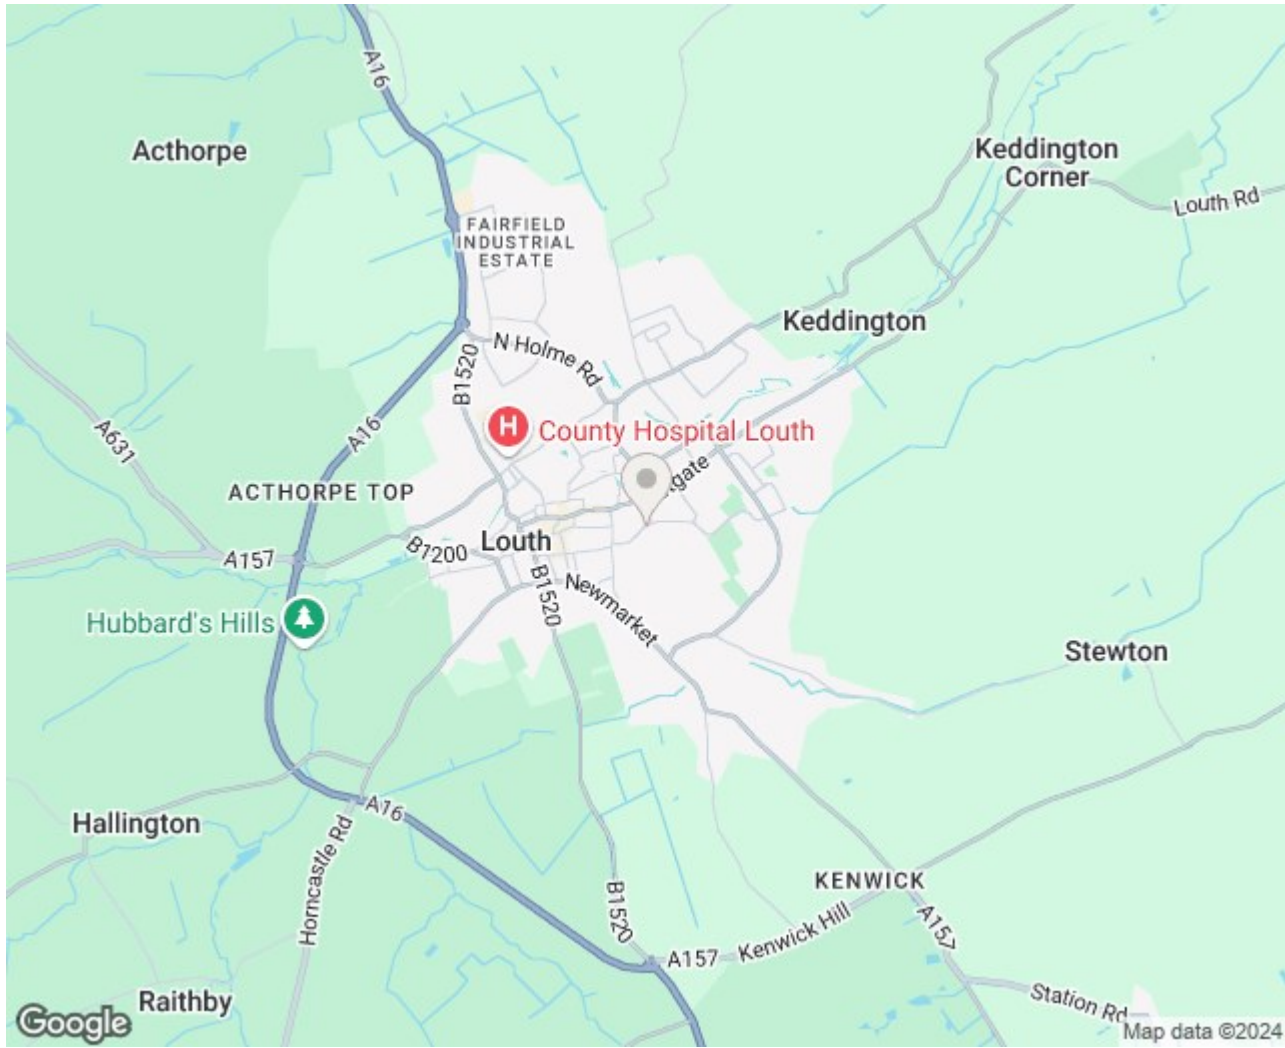 A16
Acthorpe
Keddington
Corner
Louth Rd
FAIRFIELD
INDUSTRIAL
ESTATE
Keddington
N Holme Rd
B1520
A16
A631
County Hospital Louth
ACTHORPE TOP
A157
B1200
Louth
B1520
Newmarket
Hubbard's Hills
Stewton
Hallington
A16
Horncastle Rd
KENWICK
B1520
A157
Kenwick Hill
A157
Raithby
Station Rd
Google
Map data ©2024